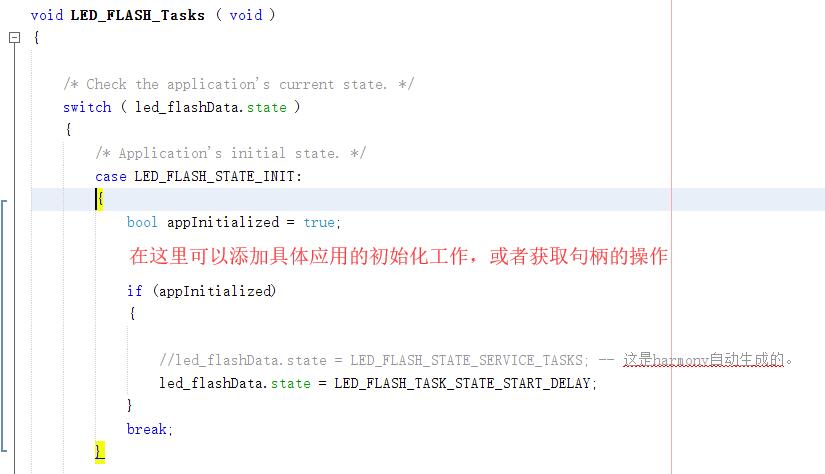 void LED_FLASH_Tasks ( void )
{
/* Check the application's current state. */
switch ( led_flashData.state )
{
/* Application's initial state. */
case LED_FLASH_STATE_INIT:
{
bool appInitialized = true;
在这里可以添加具体应用的初始化工作，或者获取句柄的操作
if (appInitialized)
{
//led_flashData.state = LED_FLASH_STATE_SERVICE_TASKS; -- 这是harmony自动生成的。
led_flashData.state = LED_FLASH_TASK_STATE_START_DELAY;
}
break;
}